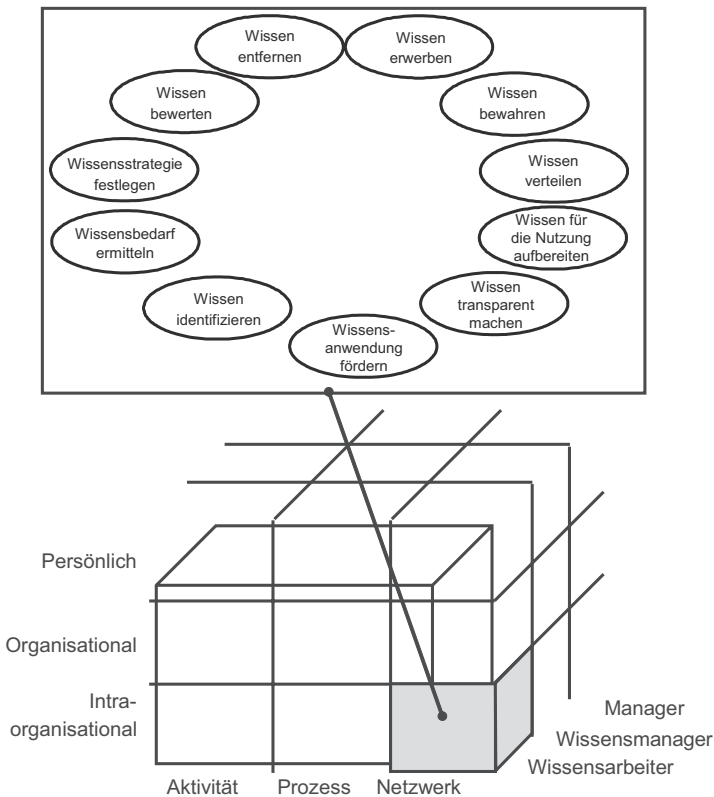 Wissen
entfernen
Wissen
erwerben
Wissen
bewerten
Wissen
bewahren
Wissensstrategie
festlegen
Wissen
verteilen
Wissensbedarf
ermitteln
Wissen für
die Nutzung
aufbereiten
Wissen
identifizieren
Wissen
transparent
machen
Wissens-
anwendung
fördern
Persönlich
Organisational
Intra-
organisational
Manager
Wissensmanager
Wissensarbeiter
Aktivität
Prozess
Netzwerk